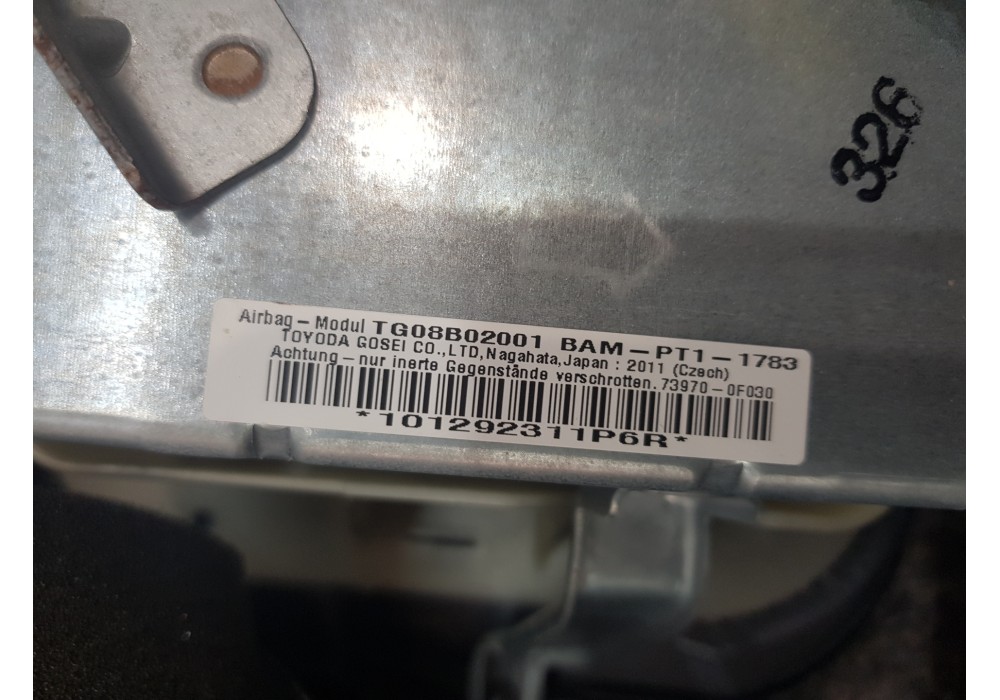 326
Airbag – Modul TG08B02001 BAM – PT1 – 1783
TOYODA GOSEI CO.,LTD, Nagahata, Japan : 2011 (Czech)
Achtung – nur inerte Gegenstände verschrotten. 73970 – 0F030
*101292311P6R*